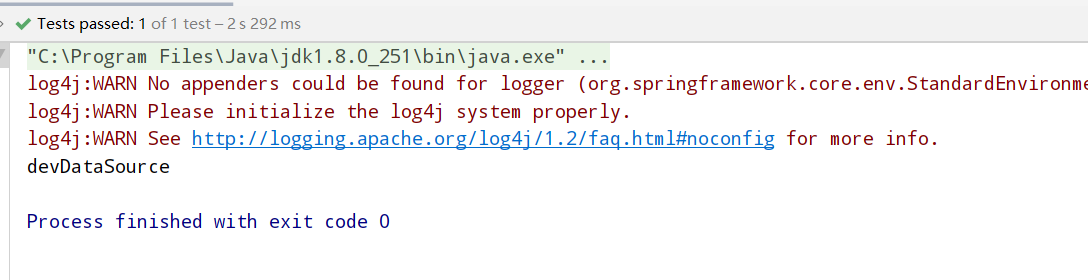 Tests passed: 1 of 1 test – 2 s 292 ms
"C:\Program Files\Java\jdk1.8.0_251\bin\java.exe" ...
log4j:WARN No appenders could be found for logger (org.springframework.core.env.StandardEnvironme
log4j:WARN Please initialize the log4j system properly.
log4j:WARN See http://logging.apache.org/log4j/1.2/faq.html#noconfig for more info.
devDataSource
Process finished with exit code 0